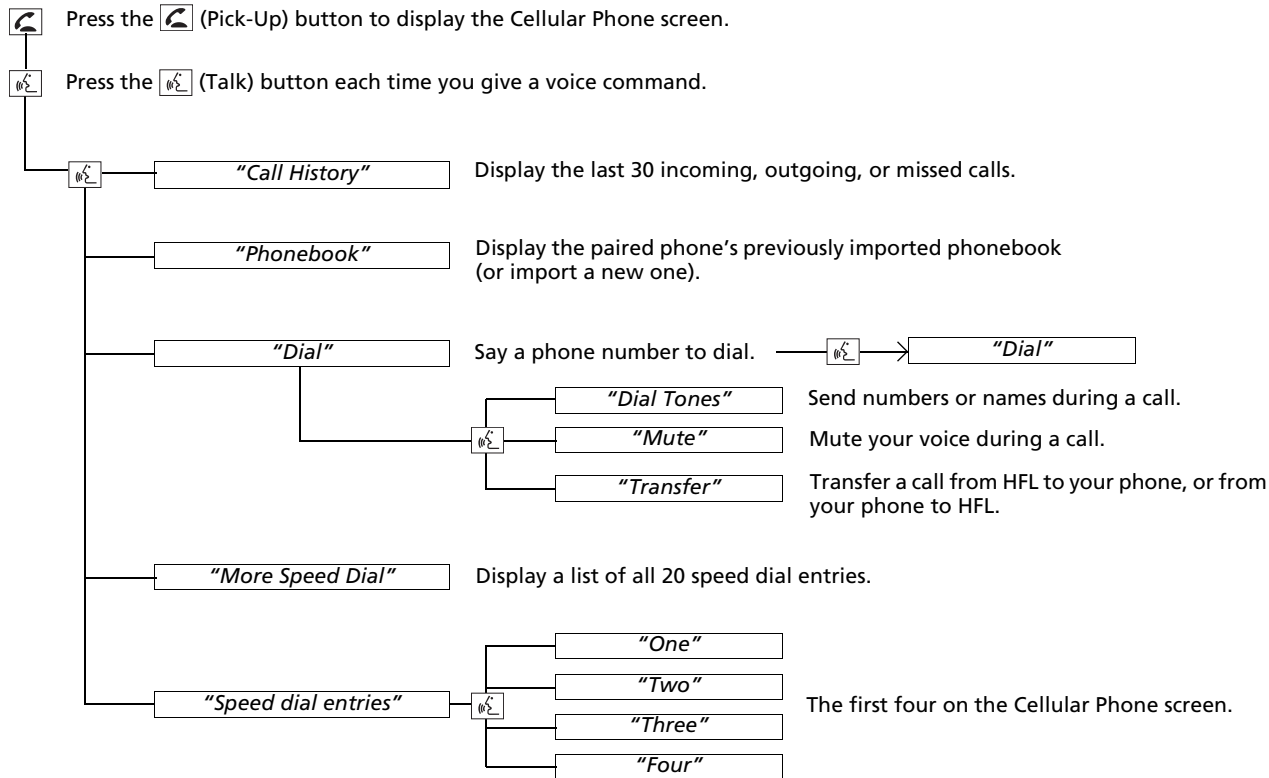 Press the (Pick-Up) button to display the Cellular Phone screen.
Press the (Talk) button each time you give a voice command.
"Call History" Display the last 30 incoming, outgoing, or missed calls.
"Phonebook" Display the paired phone's previously imported phonebook
(or import a new one).
"Dial" Say a phone number to dial. "Dial"
"Dial Tones" Send numbers or names during a call.
"Mute" Mute your voice during a call.
"Transfer" Transfer a call from HFL to your phone, or from
your phone to HFL.
"More Speed Dial" Display a list of all 20 speed dial entries.
"Speed dial entries"
"One"
"Two"
"Three"
"Four"
The first four on the Cellular Phone screen.